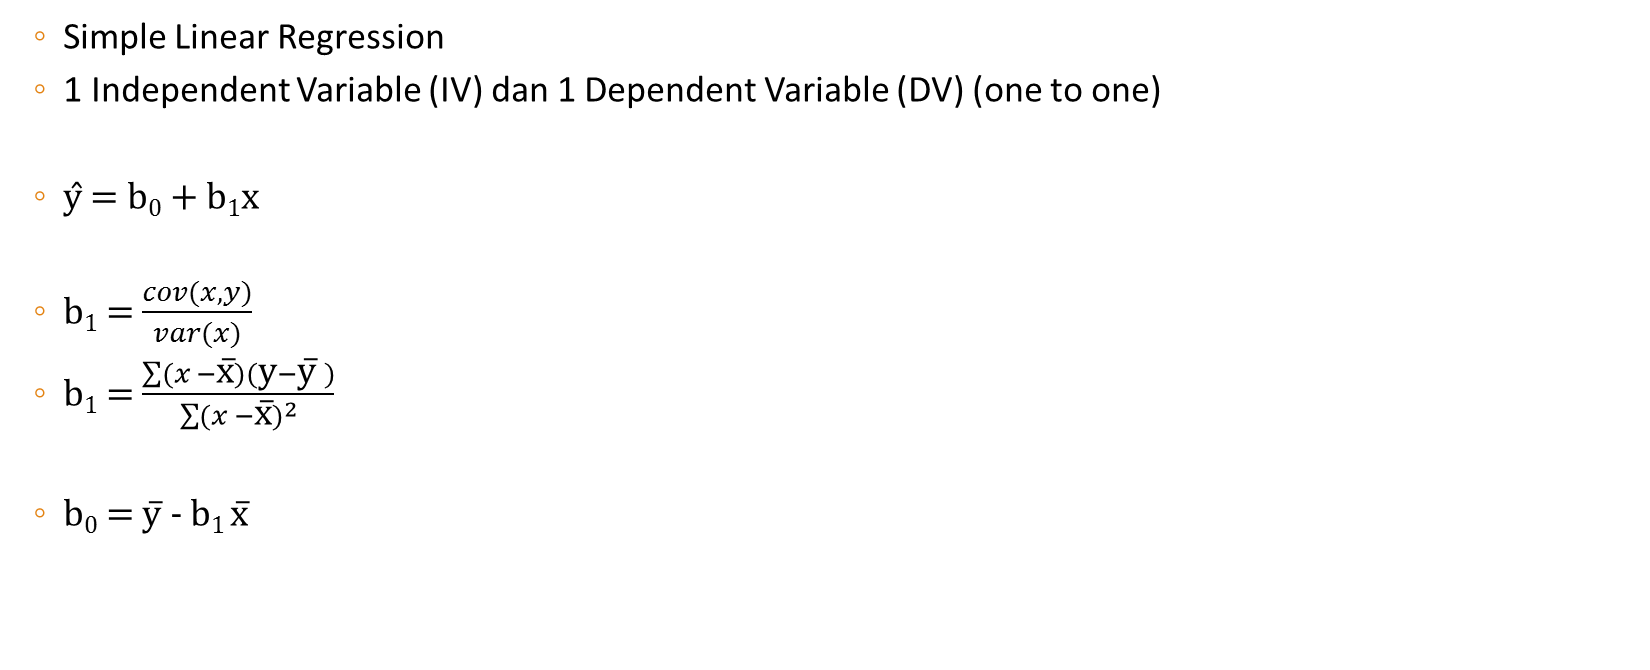 ◦ Simple Linear Regression
◦ 1 Independent Variable (IV) dan 1 Dependent Variable (DV) (one to one)
◦ ŷ = b₀ + b₁x
◦ b₁ = cov(x,y) / var(x)
◦ b₁ = ∑(x −x̄)(y−ȳ ) / ∑(x −x̄)²
◦ b₀ = ȳ - b₁ x̄